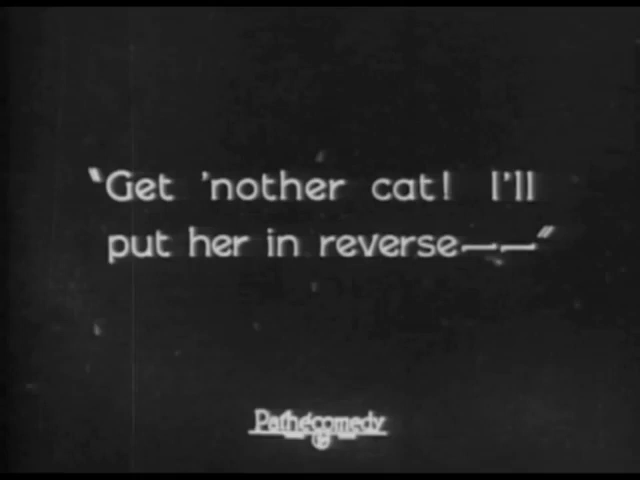 “Get 'nother cat! I'll
put her in reverse——”
Pathécomedy